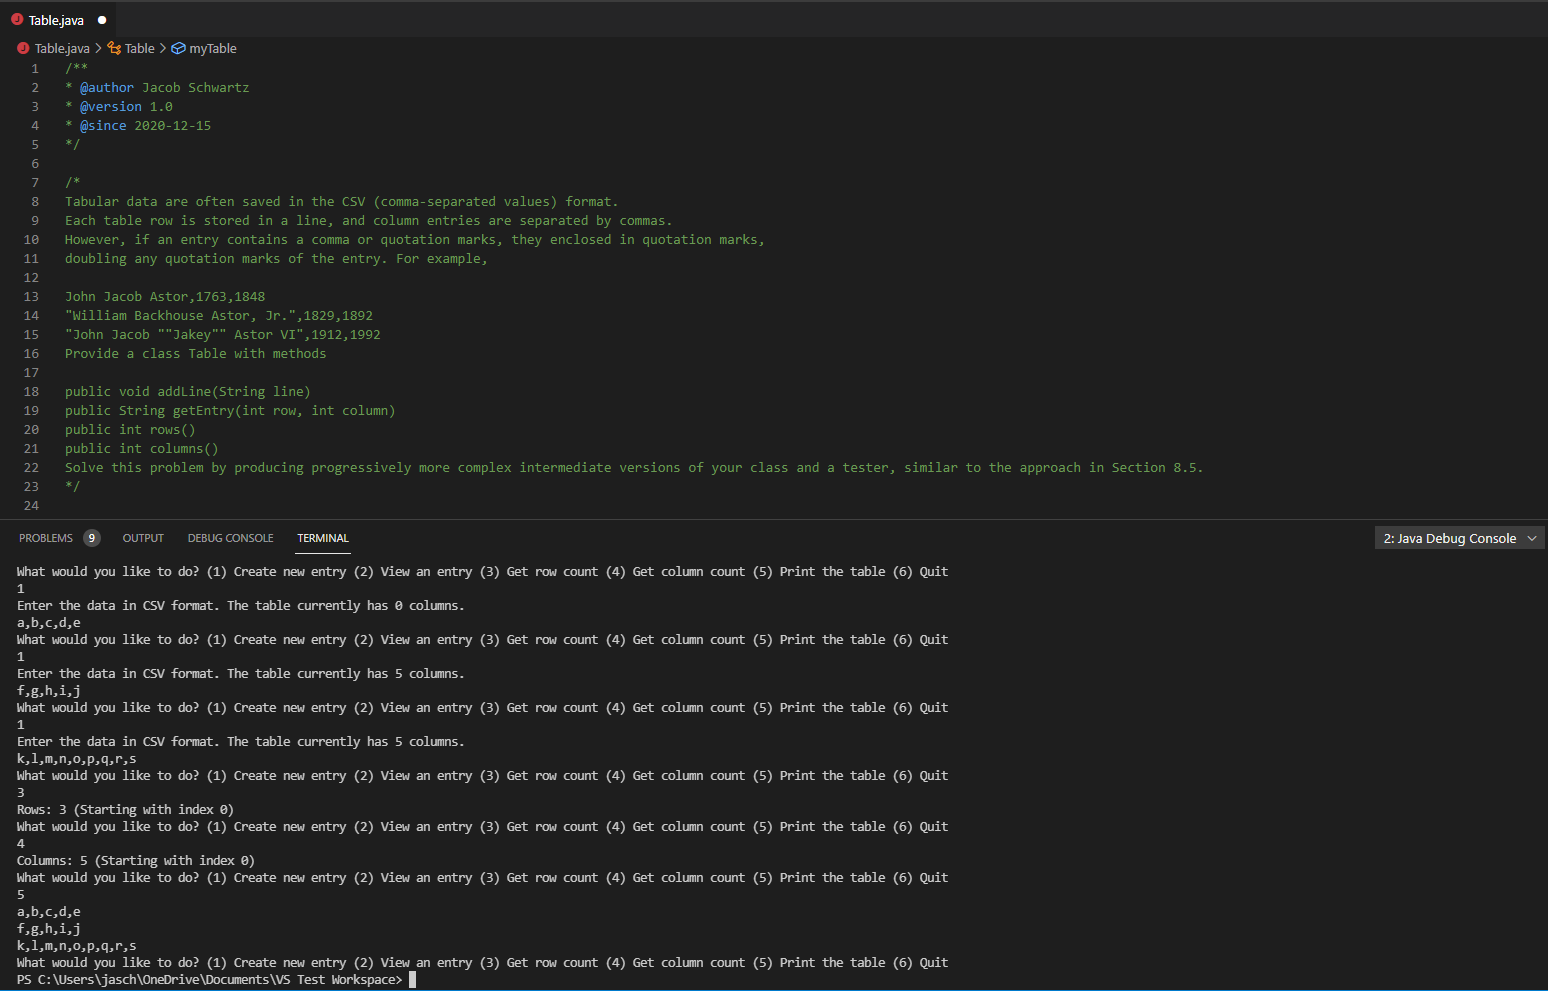 Table.java
Table.java > Table > myTable
1 /**
2 * @author Jacob Schwartz
3 * @version 1.0
4 * @since 2020-12-15
5 */
6
7 /*
8 Tabular data are often saved in the CSV (comma-separated values) format.
9 Each table row is stored in a line, and column entries are separated by commas.
10 However, if an entry contains a comma or quotation marks, they enclosed in quotation marks,
11 doubling any quotation marks of the entry. For example,
12
13 John Jacob Astor,1763,1848
14 "William Backhouse Astor, Jr.",1829,1892
15 "John Jacob ""Jakey"" Astor VI",1912,1992
16 Provide a class Table with methods
17
18 public void addLine(String line)
19 public String getEntry(int row, int column)
20 public int rows()
21 public int columns()
22 Solve this problem by producing progressively more complex intermediate versions of your class and a tester, similar to the approach in Section 8.5.
23 */
24
PROBLEMS 9 OUTPUT DEBUG CONSOLE TERMINAL 2: Java Debug Console
What would you like to do? (1) Create new entry (2) View an entry (3) Get row count (4) Get column count (5) Print the table (6) Quit
1
Enter the data in CSV format. The table currently has 0 columns.
a,b,c,d,e
What would you like to do? (1) Create new entry (2) View an entry (3) Get row count (4) Get column count (5) Print the table (6) Quit
1
Enter the data in CSV format. The table currently has 5 columns.
f,g,h,i,j
What would you like to do? (1) Create new entry (2) View an entry (3) Get row count (4) Get column count (5) Print the table (6) Quit
1
Enter the data in CSV format. The table currently has 5 columns.
k,l,m,n,o,p,q,r,s
What would you like to do? (1) Create new entry (2) View an entry (3) Get row count (4) Get column count (5) Print the table (6) Quit
3
Rows: 3 (Starting with index 0)
What would you like to do? (1) Create new entry (2) View an entry (3) Get row count (4) Get column count (5) Print the table (6) Quit
4
Columns: 5 (Starting with index 0)
What would you like to do? (1) Create new entry (2) View an entry (3) Get row count (4) Get column count (5) Print the table (6) Quit
5
a,b,c,d,e
f,g,h,i,j
k,l,m,n,o,p,q,r,s
What would you like to do? (1) Create new entry (2) View an entry (3) Get row count (4) Get column count (5) Print the table (6) Quit
PS C:\Users\jasch\OneDrive\Documents\VS Test Workspace>